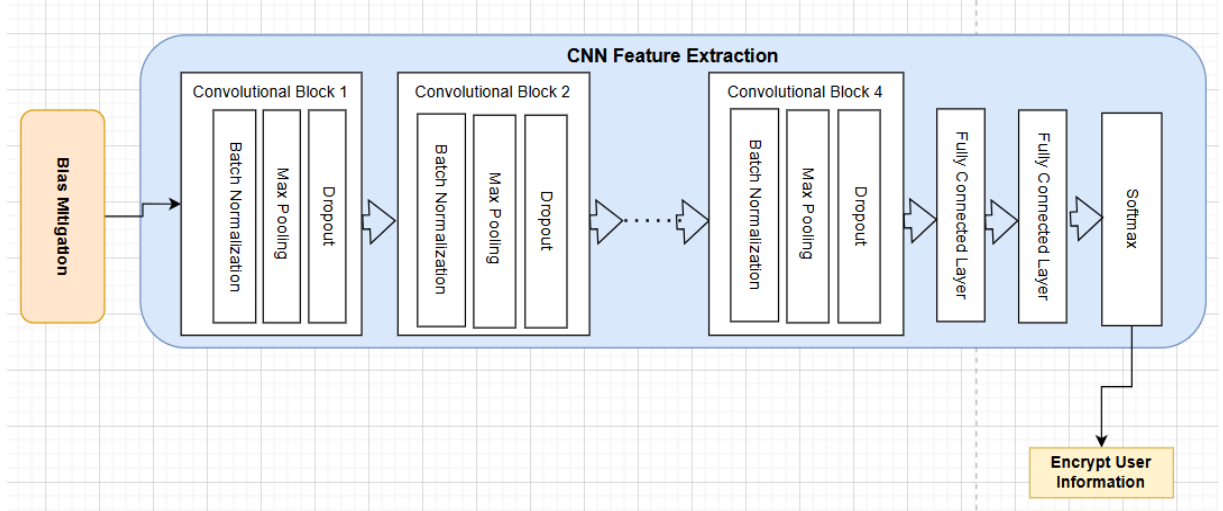 CNN Feature Extraction
Bias Mitigation
Convolutional Block 1
Batch Normalization
Max Pooling
Dropout
Convolutional Block 2
Batch Normalization
Max Pooling
Dropout
Convolutional Block 4
Batch Normalization
Max Pooling
Dropout
Fully Connected Layer
Fully Connected Layer
Softmax
Encrypt User
Information